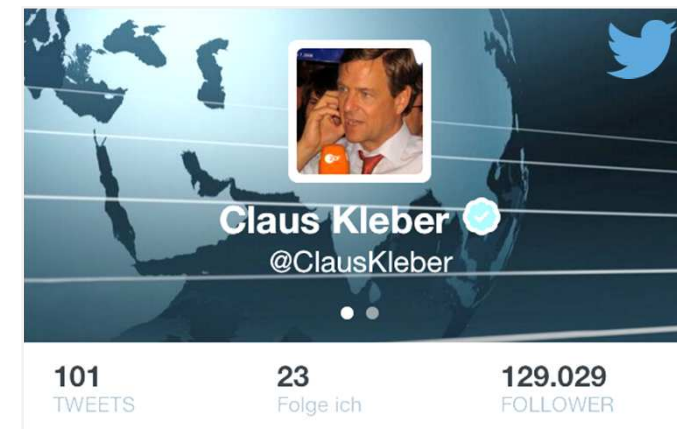 Claus Kleber
@ClausKleber
101
TWEETS
23
Folge ich
129.029
FOLLOWER